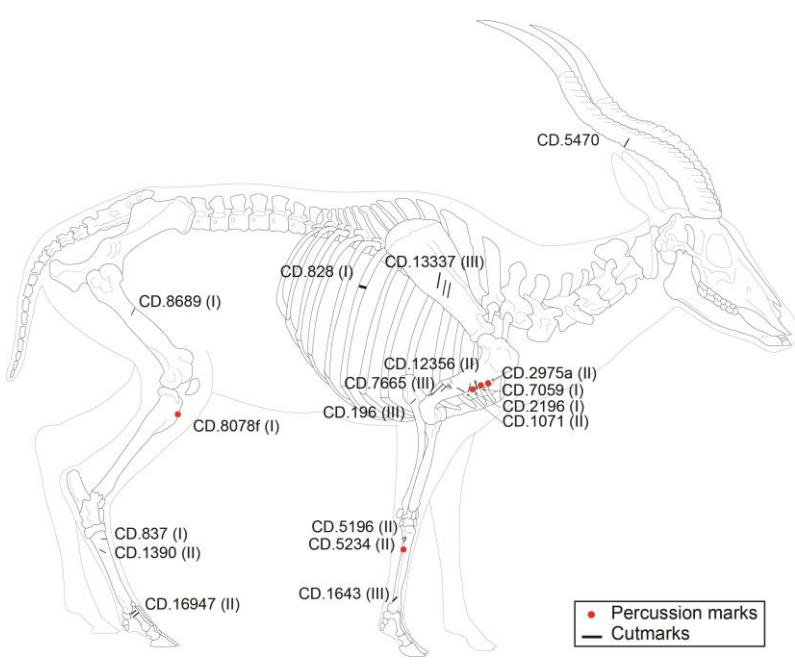 CD.5470
CD.13337 (III)
CD.828 (I)
CD.8689 (I)
CD.12356 (II)
CD.2975a (II)
CD.7665 (III)
CD.7059 (I)
CD.196 (III)
CD.2196 (I)
CD.1071 (II)
CD.8078f (I)
CD.5196 (II)
CD.837 (I)
CD.5234 (II)
CD.1390 (II)
CD.1643 (III)
CD.16947 (II)
Percussion marks
Cutmarks